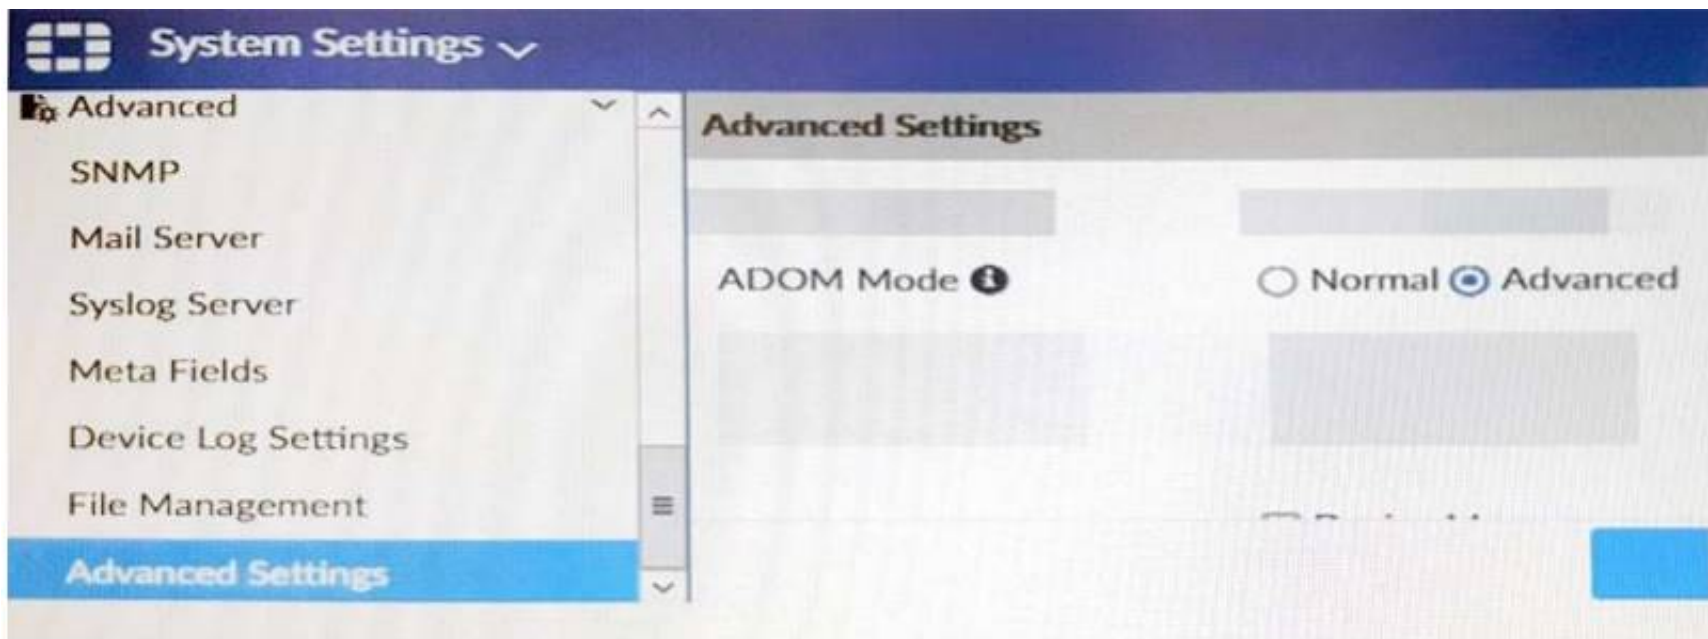 System Settings
Advanced
SNMP
Mail Server
Syslog Server
Meta Fields
Device Log Settings
File Management
Advanced Settings
Advanced Settings
ADOM Mode
Normal Advanced